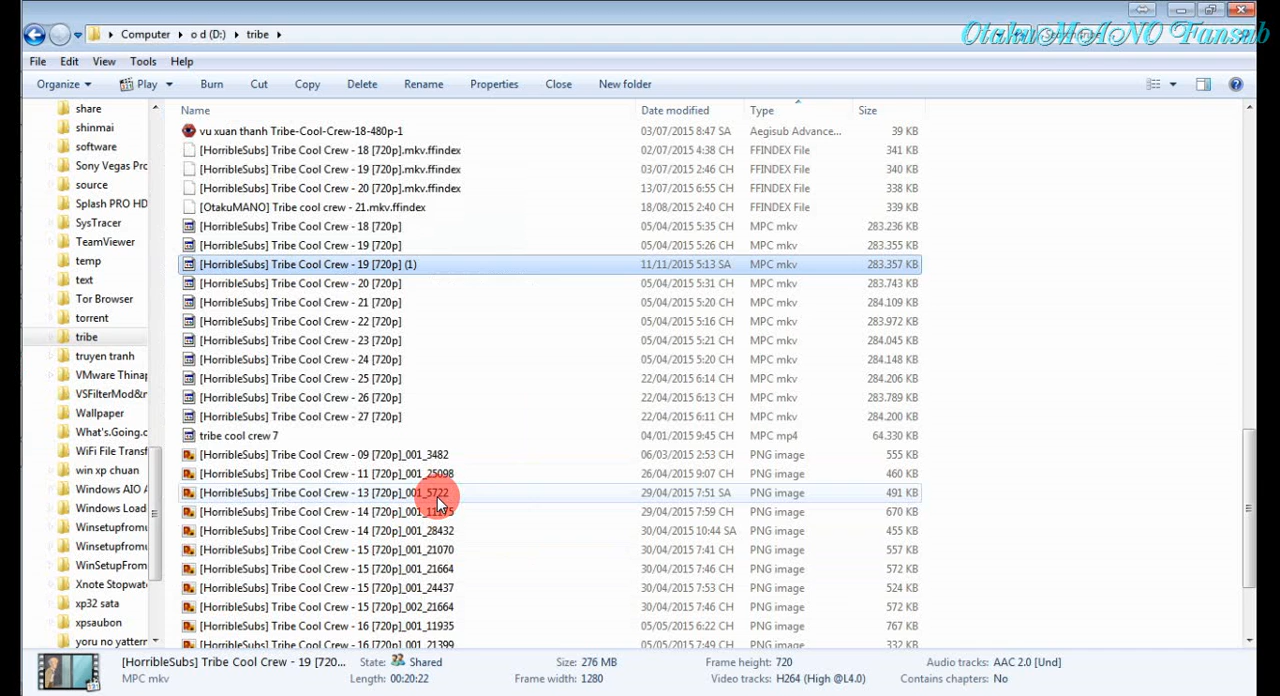 OtakuMANO Fansub
Computer
o d (D:)
tribe
File Edit View Tools Help
Organize Play Burn Cut Copy Delete Rename Properties Close New folder
share
shinmai
software
Sony Vegas Pro
source
Splash PRO HD
SysTracer
TeamViewer
temp
text
Tor Browser
torrent
tribe
truyen tranh
VMware Thinap
VSFilterMod&r
Wallpaper
What's.Going.c
WiFi File Transf
win xp chuan
Windows AIO A
Windows Load
Winsetupfromu
Winsetupfromu
WinSetupFrom
Xnote Stopwat
xp32 sata
xpsaubon
yoru no yatterr
Name Date modified Type Size
vu xuan thanh Tribe-Cool-Crew-18-480p-1 03/07/2015 8:47 SA Aegisub Advance... 39 KB
[HorribleSubs] Tribe Cool Crew - 18 [720p].mkv.ffindex 02/07/2015 4:38 CH FFINDEX File 341 KB
[HorribleSubs] Tribe Cool Crew - 19 [720p].mkv.ffindex 03/07/2015 2:46 CH FFINDEX File 340 KB
[HorribleSubs] Tribe Cool Crew - 20 [720p].mkv.ffindex 13/07/2015 6:55 CH FFINDEX File 338 KB
[OtakuMANO] Tribe cool crew - 21.mkv.ffindex 18/08/2015 2:40 CH FFINDEX File 339 KB
[HorribleSubs] Tribe Cool Crew - 18 [720p] 05/04/2015 5:35 CH MPC mkv 283.236 KB
[HorribleSubs] Tribe Cool Crew - 19 [720p] 05/04/2015 5:26 CH MPC mkv 283.355 KB
[HorribleSubs] Tribe Cool Crew - 19 [720p] (1) 11/11/2015 5:13 SA MPC mkv 283.357 KB
[HorribleSubs] Tribe Cool Crew - 20 [720p] 05/04/2015 5:31 CH MPC mkv 283.743 KB
[HorribleSubs] Tribe Cool Crew - 21 [720p] 05/04/2015 5:20 CH MPC mkv 284.109 KB
[HorribleSubs] Tribe Cool Crew - 22 [720p] 05/04/2015 5:16 CH MPC mkv 283.972 KB
[HorribleSubs] Tribe Cool Crew - 23 [720p] 05/04/2015 5:21 CH MPC mkv 284.045 KB
[HorribleSubs] Tribe Cool Crew - 24 [720p] 05/04/2015 5:20 CH MPC mkv 284.148 KB
[HorribleSubs] Tribe Cool Crew - 25 [720p] 22/04/2015 6:14 CH MPC mkv 284.206 KB
[HorribleSubs] Tribe Cool Crew - 26 [720p] 22/04/2015 6:13 CH MPC mkv 284.092 KB
[HorribleSubs] Tribe Cool Crew - 27 [720p] 22/04/2015 6:11 CH MPC mkv 284.200 KB
tribe cool crew 7 04/01/2015 9:45 CH MPC mp4 64.330 KB
[HorribleSubs] Tribe Cool Crew - 09 [720p]_001_3482 06/03/2015 2:53 CH PNG image 555 KB
[HorribleSubs] Tribe Cool Crew - 11 [720p]_001_25098 26/04/2015 9:07 CH PNG image 460 KB
[HorribleSubs] Tribe Cool Crew - 13 [720p]_001_5722 29/04/2015 7:51 SA PNG image 491 KB
[HorribleSubs] Tribe Cool Crew - 14 29/04/2015 7:59 CH PNG image 670 KB
[HorribleSubs] Tribe Cool Crew - 14 [720p]_001_28432 30/04/2015 10:44 SA PNG image 455 KB
[HorribleSubs] Tribe Cool Crew - 15 [720p]_001_21070 30/04/2015 7:41 CH PNG image 557 KB
[HorribleSubs] Tribe Cool Crew - 15 [720p]_001_21664 30/04/2015 7:46 CH PNG image 572 KB
[HorribleSubs] Tribe Cool Crew - 15 [720p]_001_24437 30/04/2015 7:53 CH PNG image 524 KB
[HorribleSubs] Tribe Cool Crew - 15 [720p]_002_21664 30/04/2015 7:46 CH PNG image 572 KB
[HorribleSubs] Tribe Cool Crew - 16 [720p]_001_11935 05/05/2015 6:22 CH PNG image 767 KB
[HorribleSubs] Tribe Cool Crew - 16 [720p]_001_21399 05/05/2015 7:49 CH PNG image 332 KB
[HorribleSubs] Tribe Cool Crew - 19 [720... State: Shared Size: 276 MB Frame height: 720 Audio tracks: AAC 2.0 [Und]
MPC mkv Length: 00:20:22 Frame width: 1280 Video tracks: H264 (High @L4.0) Contains chapters: No